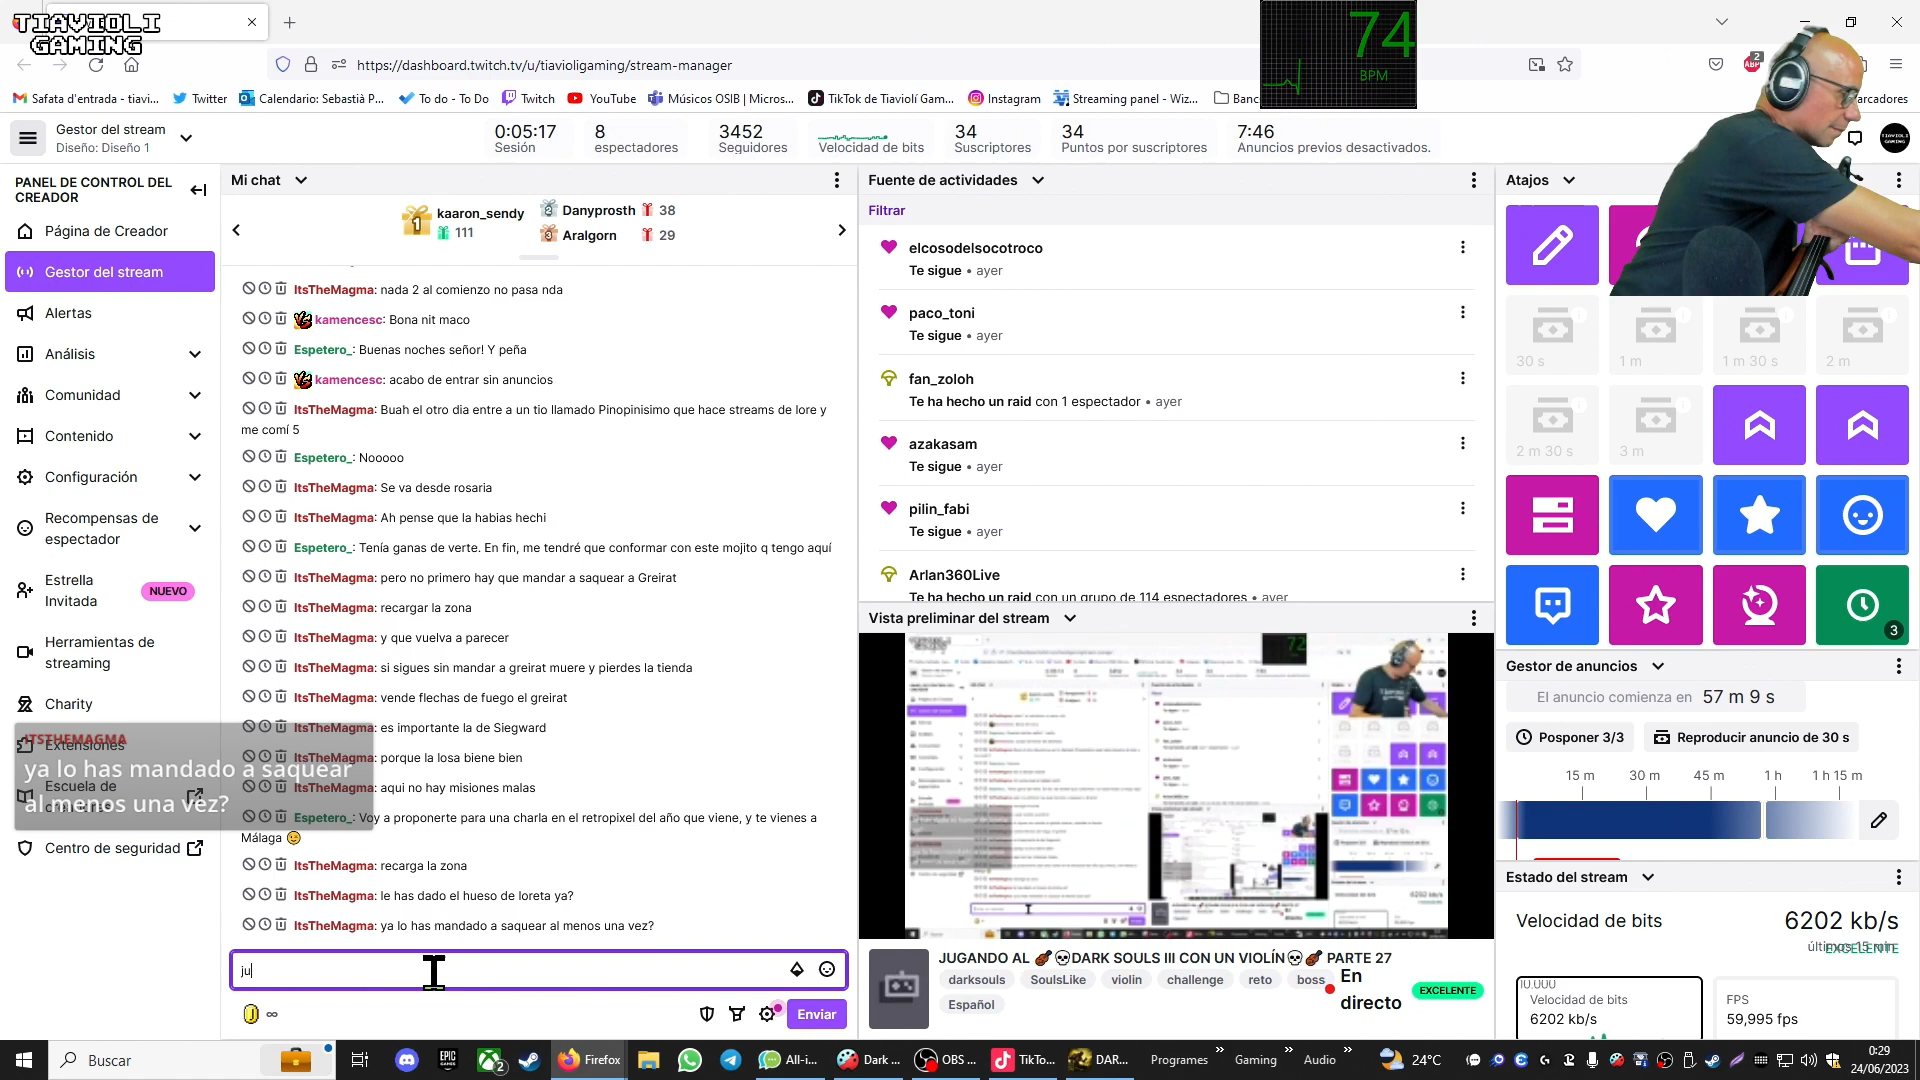 TIAVIOLI
GAMING
https://dashboard.twitch.tv/u/tiavioligaming/stream-manager
74
BPM
2
ABP
Safata d'entrada - tiavi...
Twitter
Calendario: Sebastià P...
To do - To Do
Twitch
YouTube
Músicos OSIB | Micros...
TikTok de Tiaviolí Gam...
Instagram
Streaming panel - Wiz...
Banc
arcadores
Gestor del stream
Diseño: Diseño 1
0:05:17
Sesión
8
espectadores
3452
Seguidores
Velocidad de bits
34
Suscriptores
34
Puntos por suscriptores
7:46
Anuncios previos desactivados.
PANEL DE CONTROL DEL
CREADOR
Página de Creador
Gestor del stream
Alertas
Análisis
Comunidad
Contenido
Configuración
Recompensas de
espectador
Estrella
Invitada
NUEVO
Herramientas de
streaming
Charity
Extensiones
Escuela de
Centro de seguridad
ITSTHEMAGMA
ya lo has mandado a saquear
al menos una vez?
Mi chat
1
kaaron_sendy
111
2
Danyprosth
38
3
Aralgorn
29
ItsTheMagma: nada 2 al comienzo no pasa nda
kamencesc: Bona nit maco
Espetero_: Buenas noches señor! Y peña
kamencesc: acabo de entrar sin anuncios
ItsTheMagma: Buah el otro dia entre a un tio llamado Pinopinisimo que hace streams de lore y
me comí 5
Espetero_: Nooooo
ItsTheMagma: Se va desde rosaria
ItsTheMagma: Ah pense que la habias hechi
Espetero_: Tenía ganas de verte. En fin, me tendré que conformar con este mojito q tengo aquí
ItsTheMagma: pero no primero hay que mandar a saquear a Greirat
ItsTheMagma: recargar la zona
ItsTheMagma: y que vuelva a parecer
ItsTheMagma: si sigues sin mandar a greirat muere y pierdes la tienda
ItsTheMagma: vende flechas de fuego el greirat
ItsTheMagma: es importante la de Siegward
ItsTheMagma: porque la losa biene bien
ItsTheMagma: aqui no hay misiones malas
Espetero_: Voy a proponerte para una charla en el retropixel del año que viene, y te vienes a
Málaga
ItsTheMagma: recarga la zona
ItsTheMagma: le has dado el hueso de loreta ya?
ItsTheMagma: ya lo has mandado a saquear al menos una vez?
ju
∞
Enviar
Fuente de actividades
Filtrar
elcosodelsocotroco
Te sigue • ayer
paco_toni
Te sigue • ayer
fan_zoloh
Te ha hecho un raid con 1 espectador • ayer
azakasam
Te sigue • ayer
pilin_fabi
Te sigue • ayer
Arlan360Live
Te ha hecho un raid con un grupo de 114 espectadores • ayer
Vista preliminar del stream
JUGANDO AL 🎻💀DARK SOULS III CON UN VIOLÍN💀🎻 PARTE 27
darksouls
SoulsLike
violin
challenge
reto
boss
Español
En
directo
EXCELENTE
Atajos
30 s
1 m
1 m 30 s
2 m
2 m 30 s
3 m
3
Gestor de anuncios
El anuncio comienza en 57 m 9 s
Posponer 3/3
Reproducir anuncio de 30 s
15 m
30 m
45 m
1 h
1 h 15 m
Estado del stream
Velocidad de bits
6202 kb/s
EXCELENTE
10.000
Velocidad de bits
6202 kb/s
FPS
59,995 fps
Buscar
2
Firefox
All-i...
Dark ...
OBS ...
TikTo...
DAR...
Programes
Gaming
Audio
24°C
0:29
24/06/2023